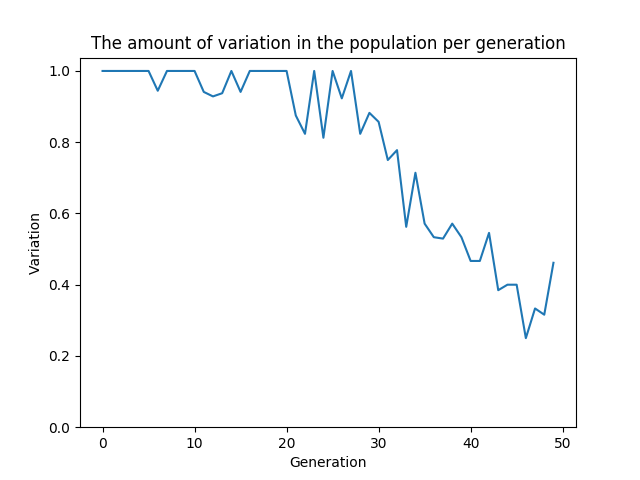 The amount of variation in the population per generation
1.0
0.8
0.6
0.4
0.2
0.0
Variation
0 10 20 30 40 50
Generation